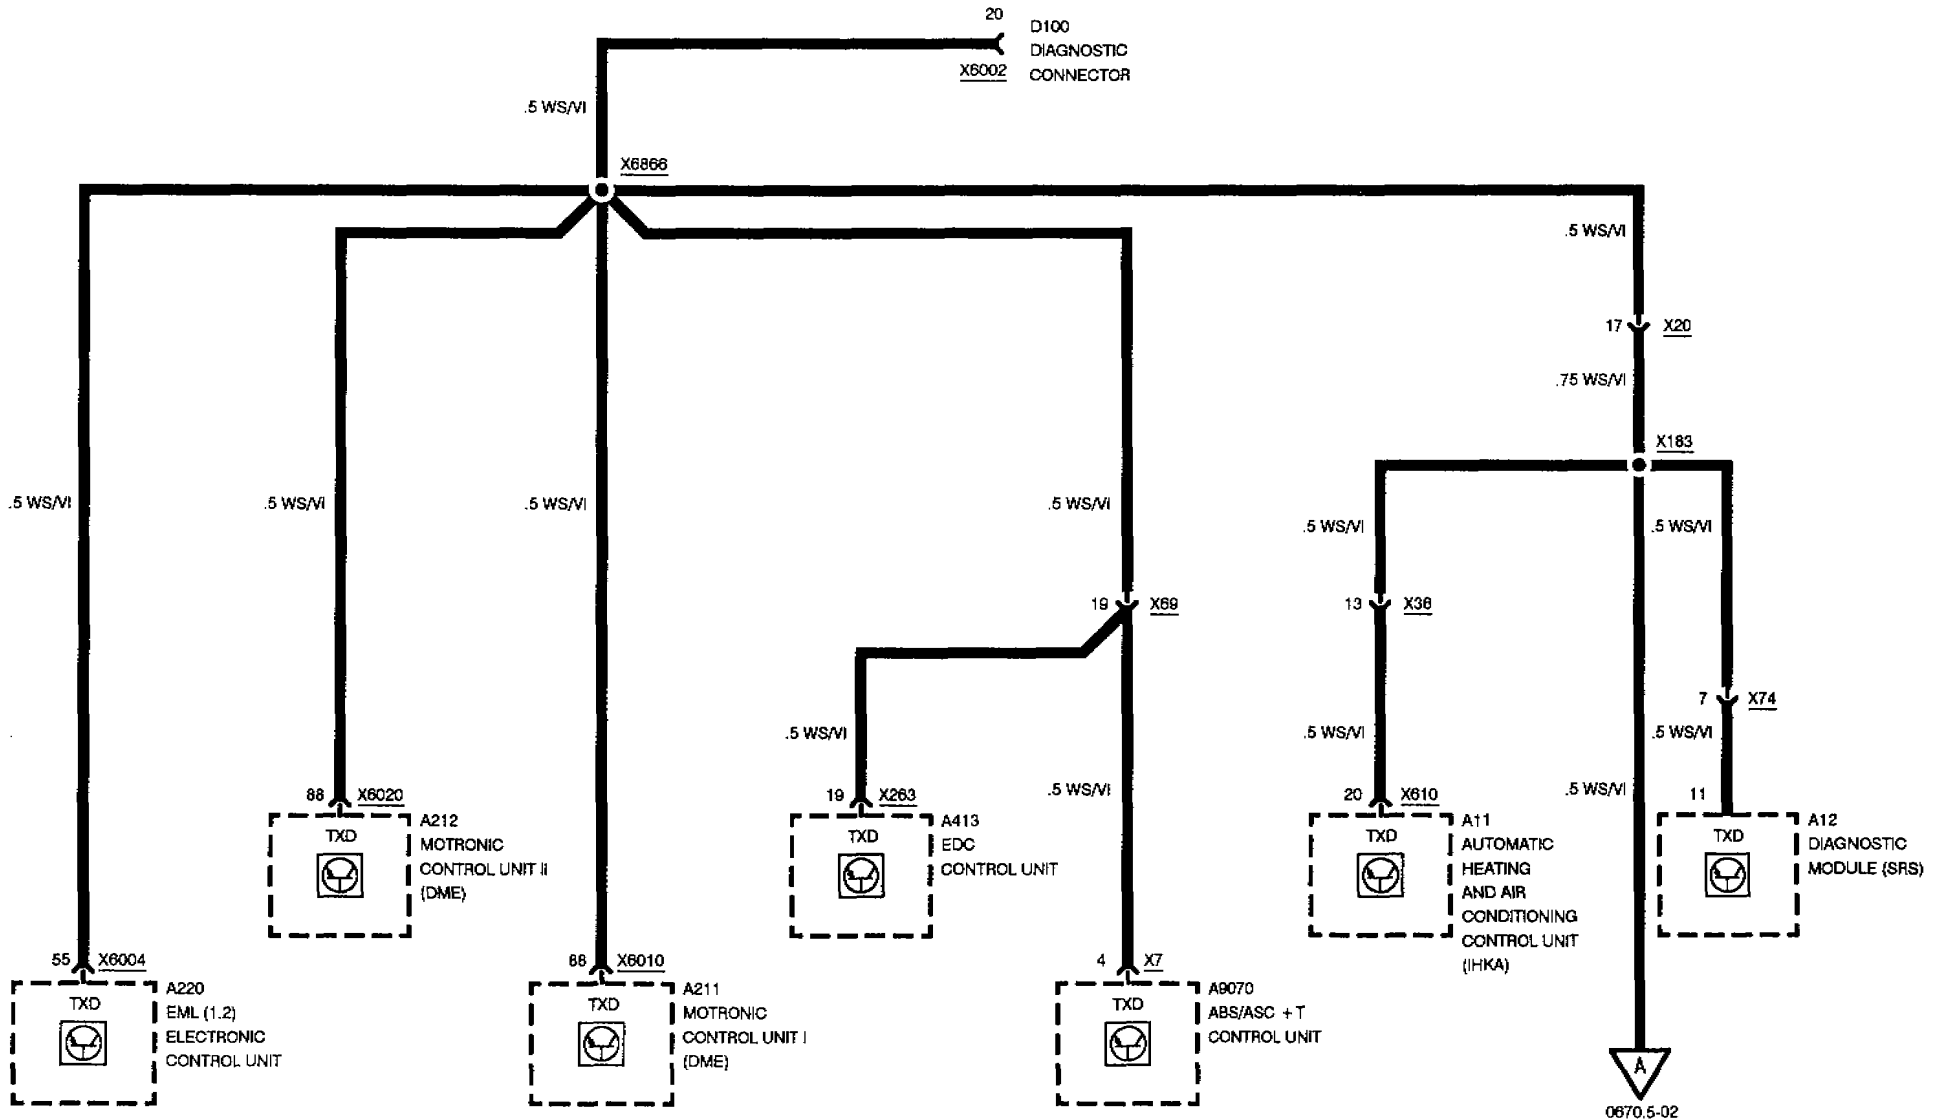 20
D100
DIAGNOSTIC
CONNECTOR
X6002
.5 WS/VI
X6866
.5 WS/VI
17
X20
.75 WS/VI
X183
.5 WS/VI
.5 WS/VI
.5 WS/VI
.5 WS/VI
.5 WS/VI
.5 WS/VI
19
X69
13
X36
7
X74
.5 WS/VI
.5 WS/VI
.5 WS/VI
.5 WS/VI
.5 WS/VI
88
X6020
TXD
A212
MOTRONIC
CONTROL UNIT II
(DME)
19
X263
TXD
A413
EDC
CONTROL UNIT
20
X610
TXD
A11
AUTOMATIC
HEATING
AND AIR
CONDITIONING
CONTROL UNIT
(IHKA)
11
TXD
A12
DIAGNOSTIC
MODULE (SRS)
55
X6004
TXD
A220
EML (1.2)
ELECTRONIC
CONTROL UNIT
88
X6010
TXD
A211
MOTRONIC
CONTROL UNIT I
(DME)
4
X7
TXD
A9070
ABS/ASC + T
CONTROL UNIT
A
0670.5-02